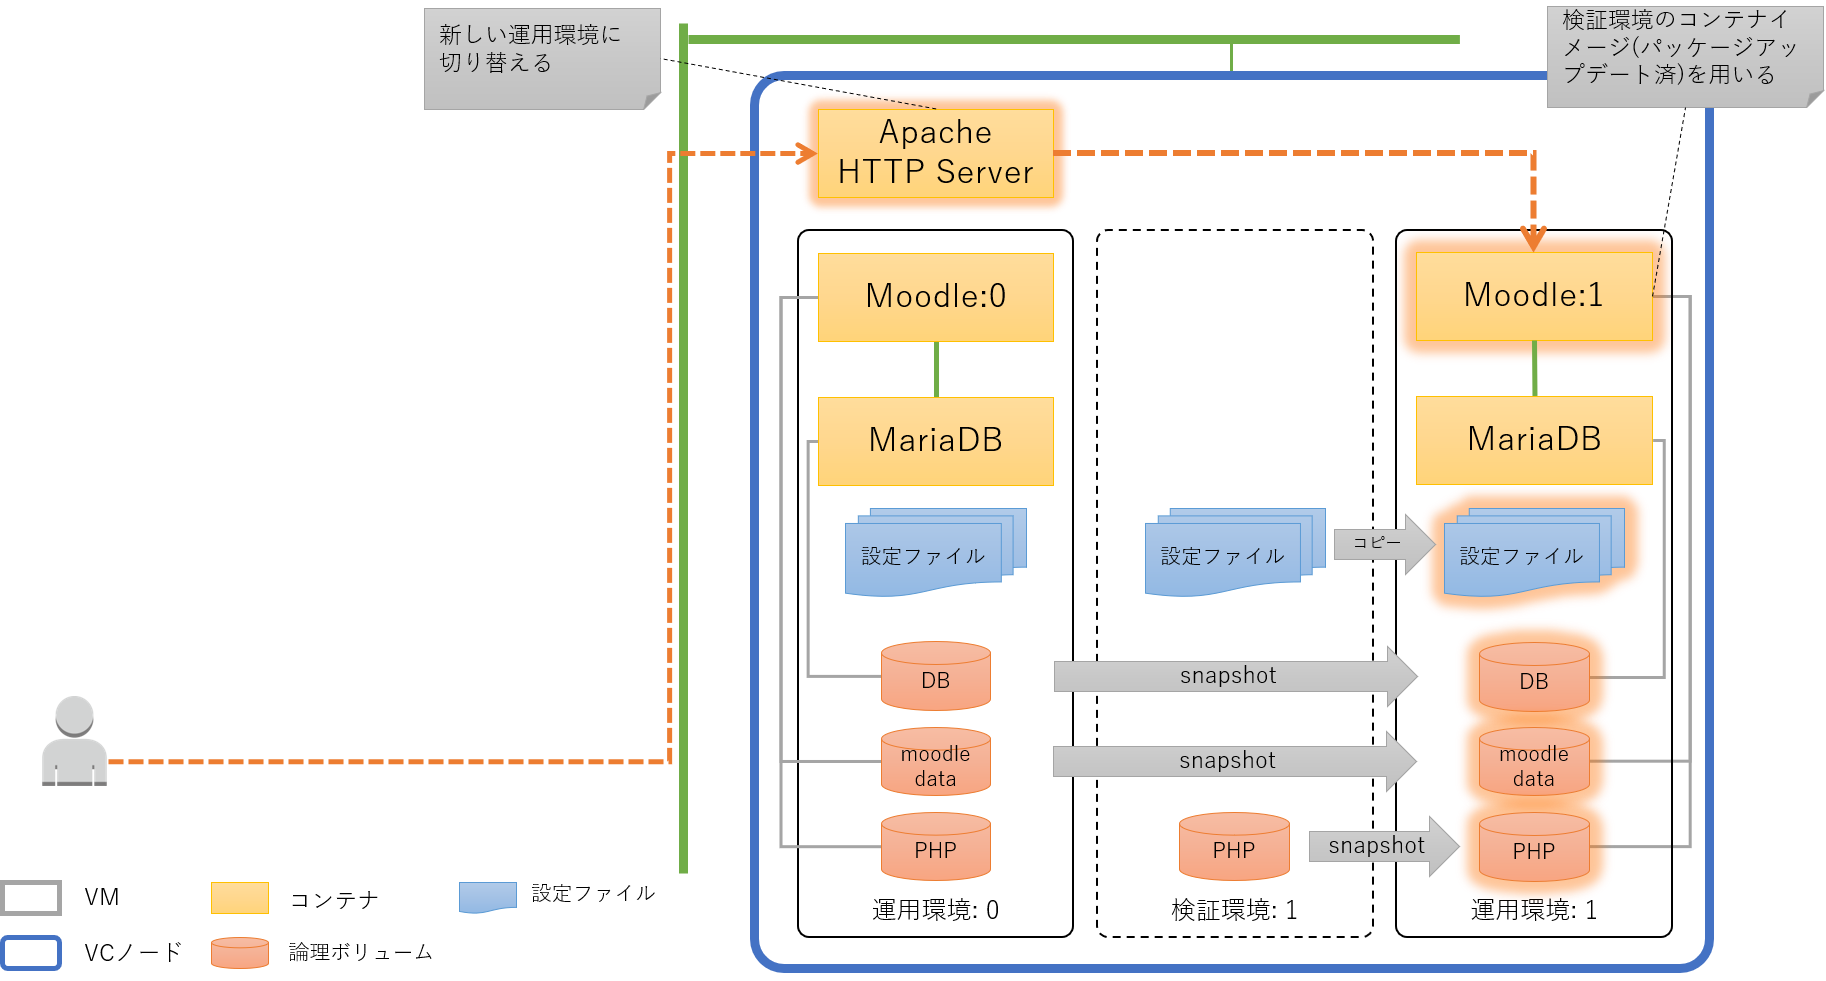 新しい運用環境に
切り替える
検証環境のコンテナイ
メージ(パッケージアッ
プデート済)を用いる
Apache
HTTP Server
Moodle:0
Moodle:1
MariaDB
MariaDB
設定ファイル
設定ファイル
コピー
設定ファイル
DB
snapshot
DB
moodle
data
snapshot
moodle
data
PHP
PHP
snapshot
PHP
運用環境: 0
検証環境: 1
運用環境: 1
VM
コンテナ
設定ファイル
VCノード
論理ボリューム